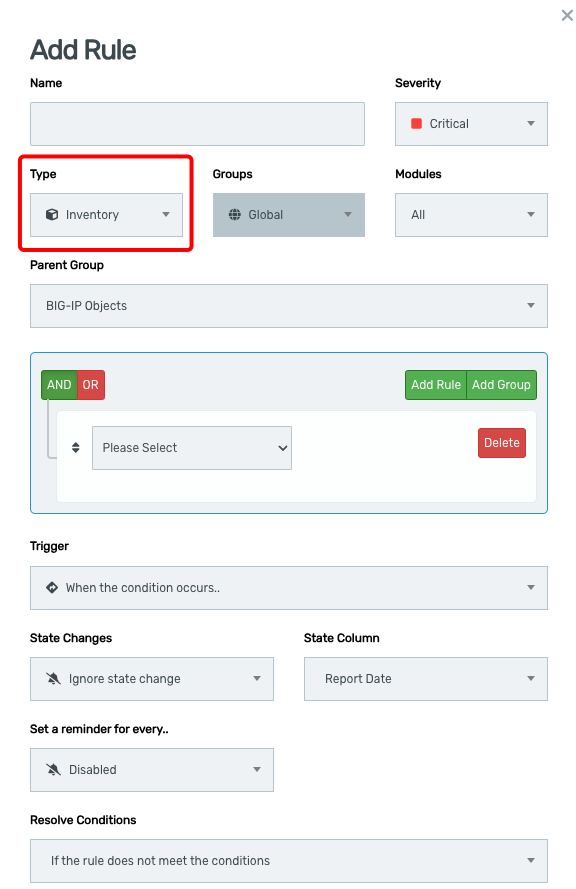 Add Rule
Name
Severity
Critical
Type
Groups
Modules
Inventory
Global
All
Parent Group
BIG-IP Objects
AND OR
Add Rule Add Group
Please Select
Delete
Trigger
When the condition occurs..
State Changes
State Column
Ignore state change
Report Date
Set a reminder for every..
Disabled
Resolve Conditions
If the rule does not meet the conditions